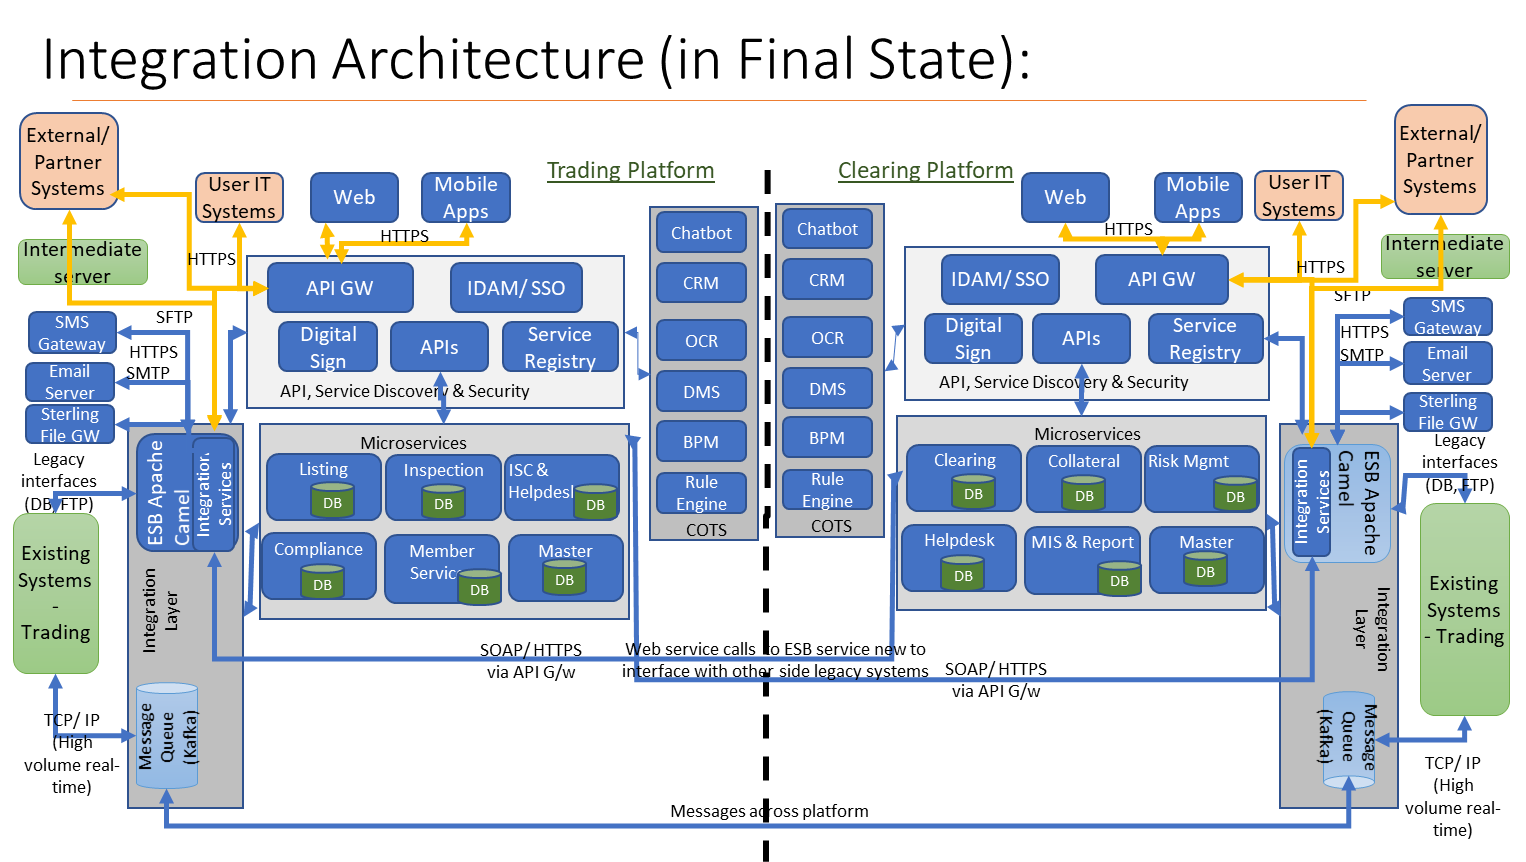 Integration Architecture (in Final State):
External/
Partner
Systems
User IT
Systems
Web
Mobile
Apps
Trading Platform
Intermediate
server
HTTPS
HTTPS
API GW
IDAM/ SSO
Digital
Sign
APIs
Service
Registry
API, Service Discovery & Security
SMS
Gateway
SFTP
HTTPS
SMTP
Email
Server
Sterling
File GW
Legacy
interfaces
(DB, FTP)
Existing
Systems
-
Trading
ESB Apache
Camel
Integration
Services
Integration
Layer
Message
Queue
(Kafka)
TCP/ IP
(High
volume real-
time)
Microservices
Listing
DB
Inspection
DB
ISC &
Helpdesk
DB
Compliance
DB
Member
Service
DB
Master
DB
Chatbot
CRM
OCR
DMS
BPM
Rule
Engine
COTS
Clearing Platform
Chatbot
CRM
OCR
DMS
BPM
Rule
Engine
COTS
Web
Mobile
Apps
User IT
Systems
External/
Partner
Systems
HTTPS
HTTPS
Intermediate
server
IDAM/ SSO
API GW
Digital
Sign
APIs
Service
Registry
API, Service Discovery & Security
SFTP
HTTPS
SMTP
SMS
Gateway
Email
Server
Sterling
File GW
Legacy
interfaces
(DB, FTP)
Microservices
Clearing
DB
Collateral
DB
Risk Mgmt
DB
Helpdesk
DB
MIS & Report
DB
Master
DB
Integration
Services
ESB Apache
Camel
Integration
Layer
Message
Queue
(Kafka)
Existing
Systems
- Trading
TCP/ IP
(High
volume real-
time)
SOAP/ HTTPS
via API G/w
Web service calls to ESB service new to
interface with other side legacy systems
SOAP/ HTTPS
via API G/w
Messages across platform